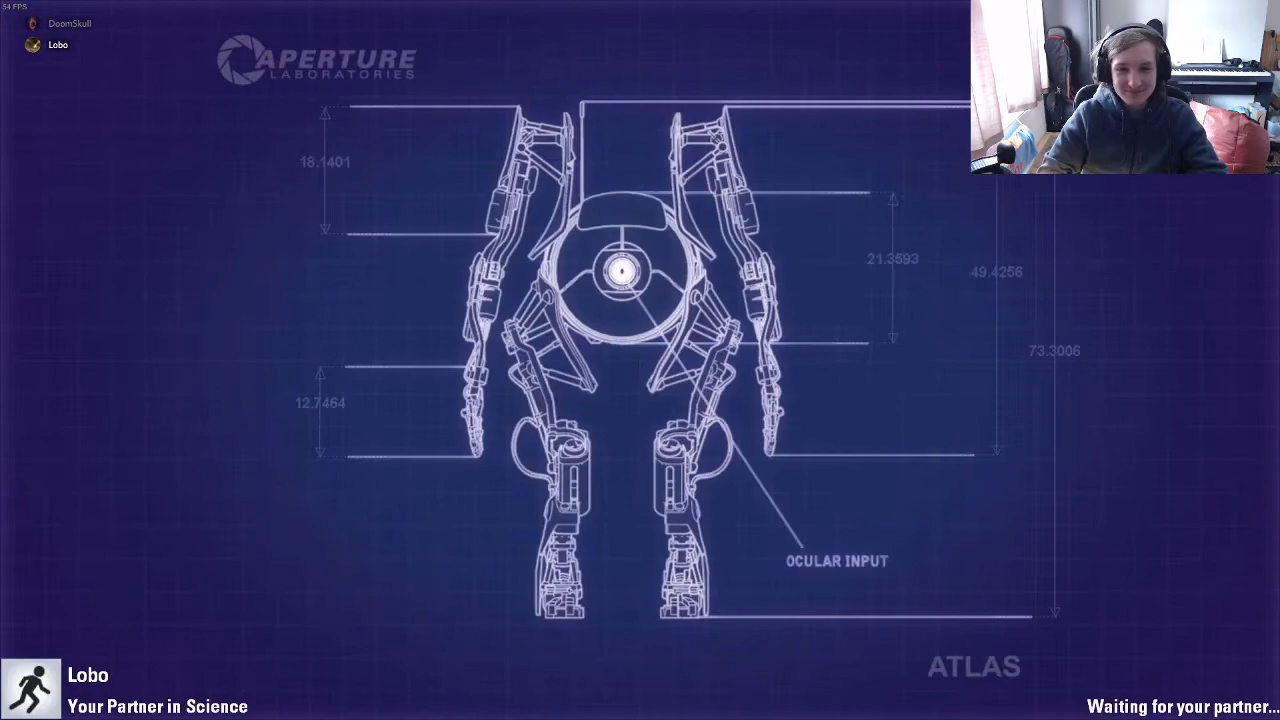 54 FPS
DoomSkull
Lobo
APERTURE
LABORATORIES
18.1401
21.3593
49.4256
73.3006
12.7464
OCULAR INPUT
ATLAS
Lobo
Your Partner in Science
Waiting for your partner...